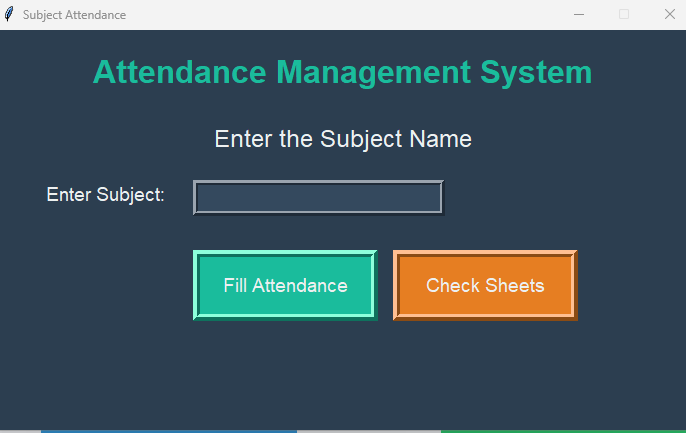 Subject Attendance
Attendance Management System
Enter the Subject Name
Enter Subject:
Fill Attendance
Check Sheets